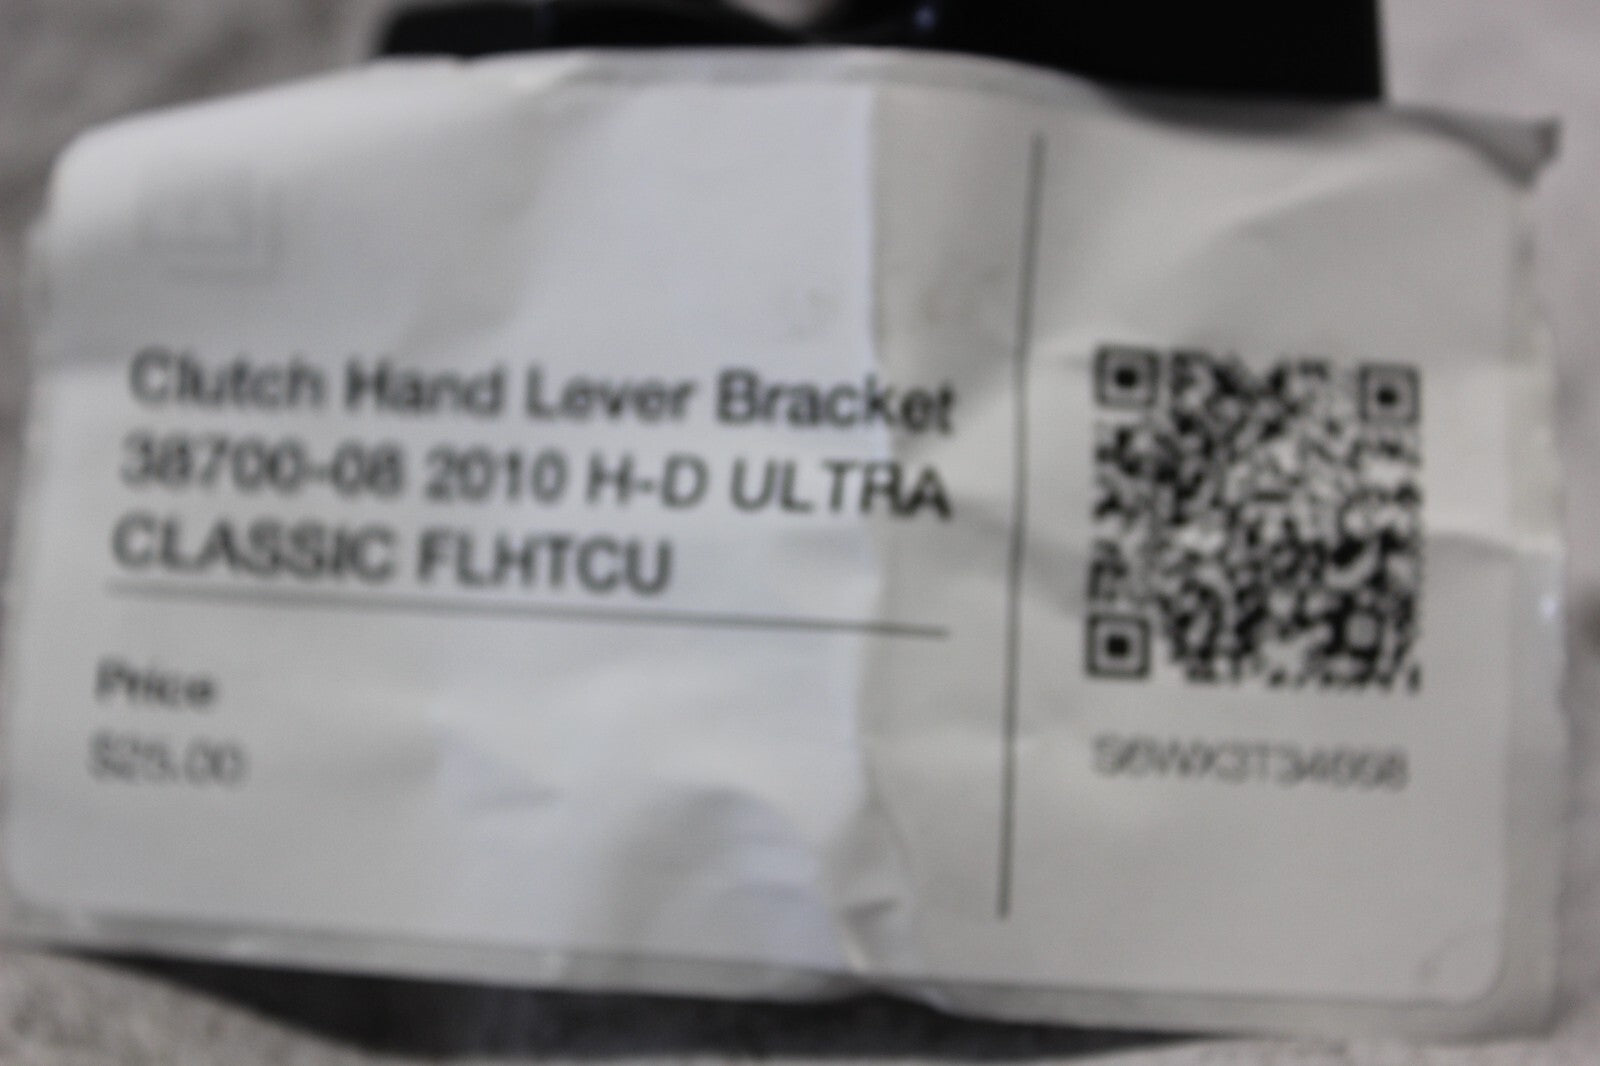 Clutch Hand Lever Bracket
38700-08 2010 H-D ULTRA
CLASSIC FLHTCU
Price
$25.00